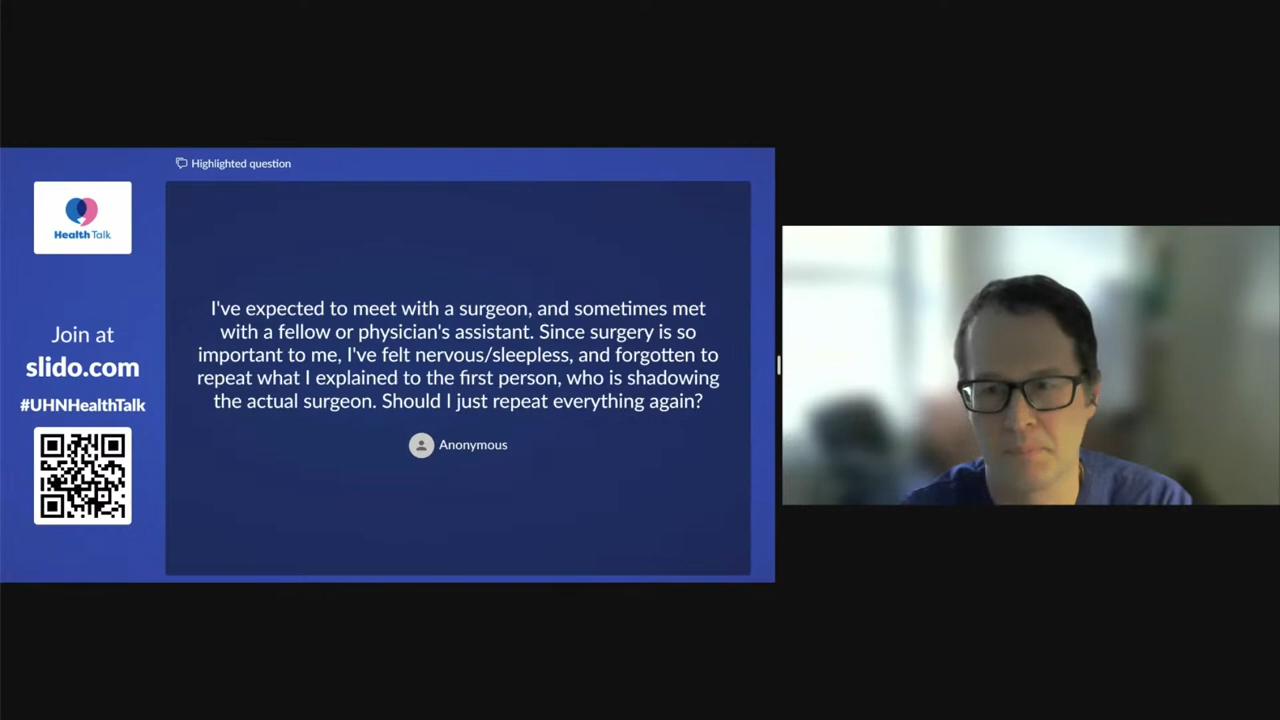 Highlighted question
Health Talk
Join at
slido.com
#UHNHealthTalk
I've expected to meet with a surgeon, and sometimes met
with a fellow or physician's assistant. Since surgery is so
important to me, I've felt nervous/sleepless, and forgotten to
repeat what I explained to the first person, who is shadowing
the actual surgeon. Should I just repeat everything again?
Anonymous